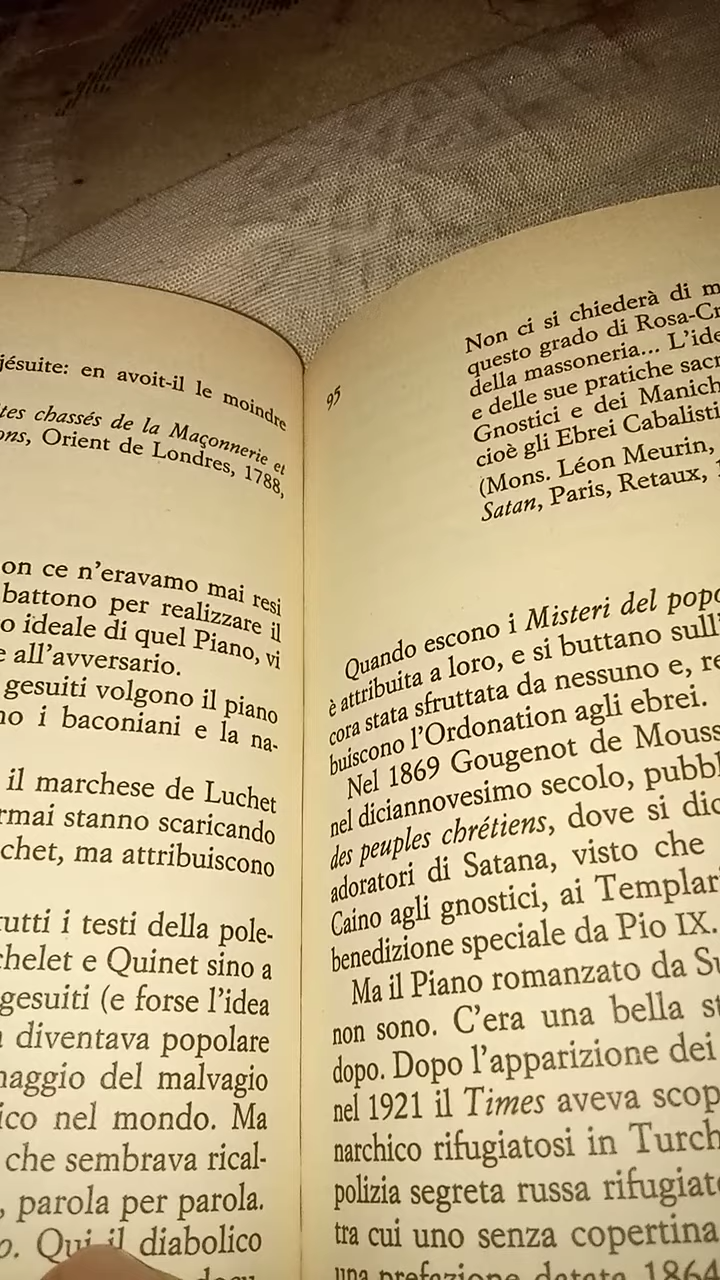 jésuite: en avoit-il le moindre
chassés de la Maçonnerie et
Orient de Londres, 1788,
on ce n'eravamo mai resi
battono per realizzare il
o ideale di quel Piano, vi
e all'avversario.
gesuiti volgono il piano
no i baconiani e la na-
il marchese de Luchet
rmai stanno scaricando
chet, ma attribuiscono
tutti i testi della pole-
chelet e Quinet sino a
gesuiti (e forse l'idea
diventava popolare
naggio del malvagio
ico nel mondo. Ma
che sembrava rical-
, parola per parola.
o. Qui il diabolico
95
Non ci si chiederà di m
questo grado di Rosa-Cr
della massoneria... L'ide
e delle sue pratiche sacr
Gnostici e dei Manich
cioè gli Ebrei Cabalisti
(Mons. Léon Meurin,
Satan, Paris, Retaux,
Quando escono i Misteri del popo
è attribuita a loro, e si buttano sull'
cora stata sfruttata da nessuno e, re
buiscono l'Ordonation agli ebrei.
Nel 1869 Gougenot de Mouss
nel diciannovesimo secolo, pubbl
des peuples chrétiens, dove si dic
adoratori di Satana, visto che
Caino agli gnostici, ai Templar
benedizione speciale da Pio IX.
Ma il Piano romanzato da Su
non sono. C'era una bella st
dopo. Dopo l'apparizione dei
nel 1921 il Times aveva scop
narchico rifugiatosi in Turch
polizia segreta russa rifugiat
tra cui uno senza copertina
una prefazione datata 1864